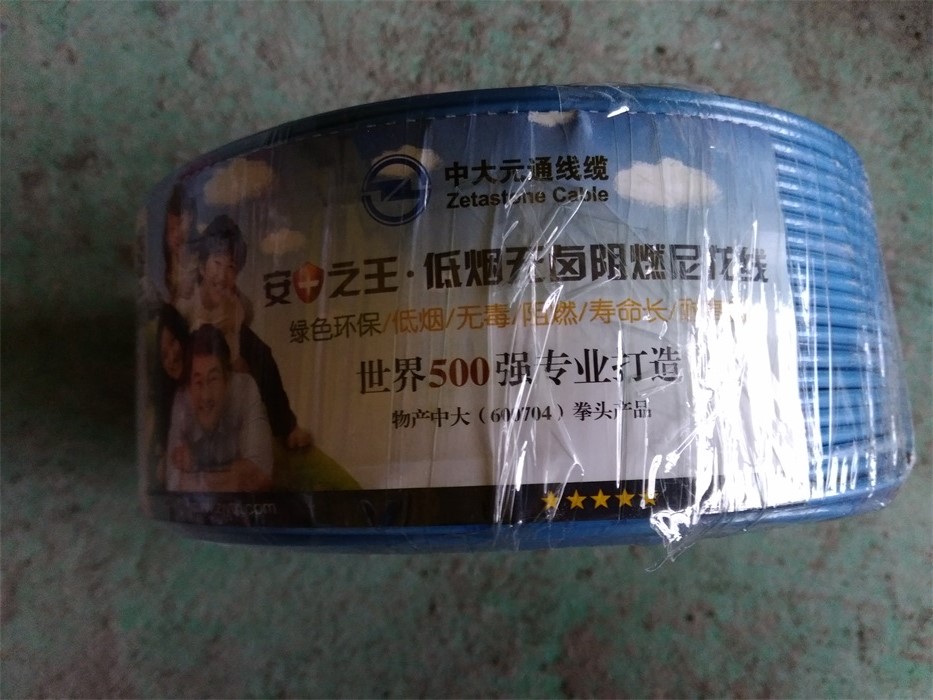 中大元通线缆
Zetastone Cable
安之王·低烟无卤阻燃尼龙线
绿色环保/低烟/无毒/阻燃/寿命长/耐
世界500强专业打造
物产中大（600704）拳头产品
.com